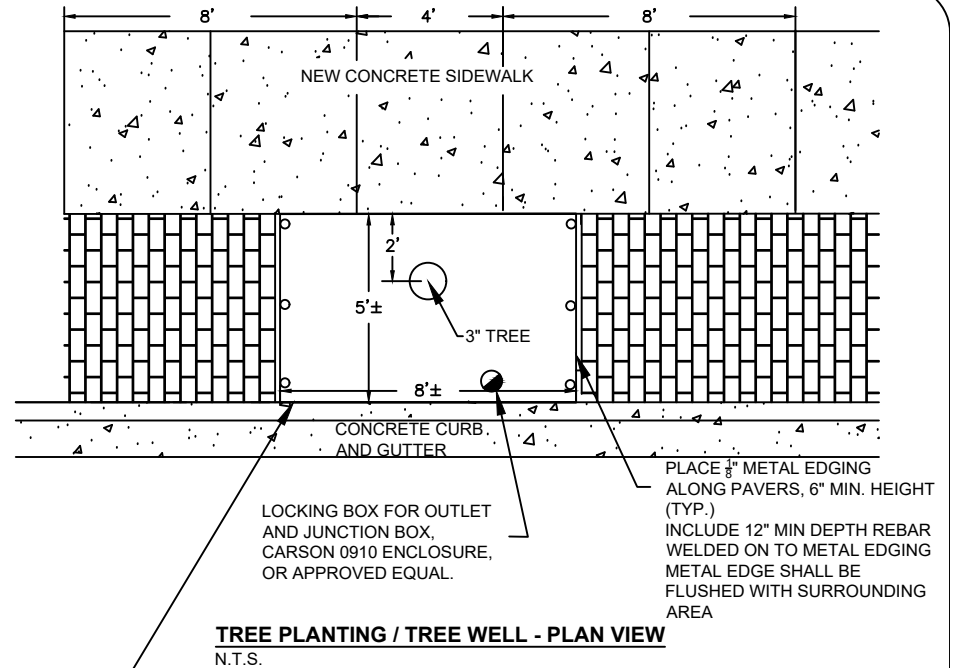 8' 4' 8'
NEW CONCRETE SIDEWALK
2'
5'±
3" TREE
8'±
CONCRETE CURB
AND GUTTER
LOCKING BOX FOR OUTLET
AND JUNCTION BOX,
CARSON 0910 ENCLOSURE,
OR APPROVED EQUAL.
PLACE ⅛" METAL EDGING
ALONG PAVERS, 6" MIN. HEIGHT
(TYP.)
INCLUDE 12" MIN DEPTH REBAR
WELDED ON TO METAL EDGING
METAL EDGE SHALL BE
FLUSHED WITH SURROUNDING
AREA
TREE PLANTING / TREE WELL - PLAN VIEW
N.T.S.